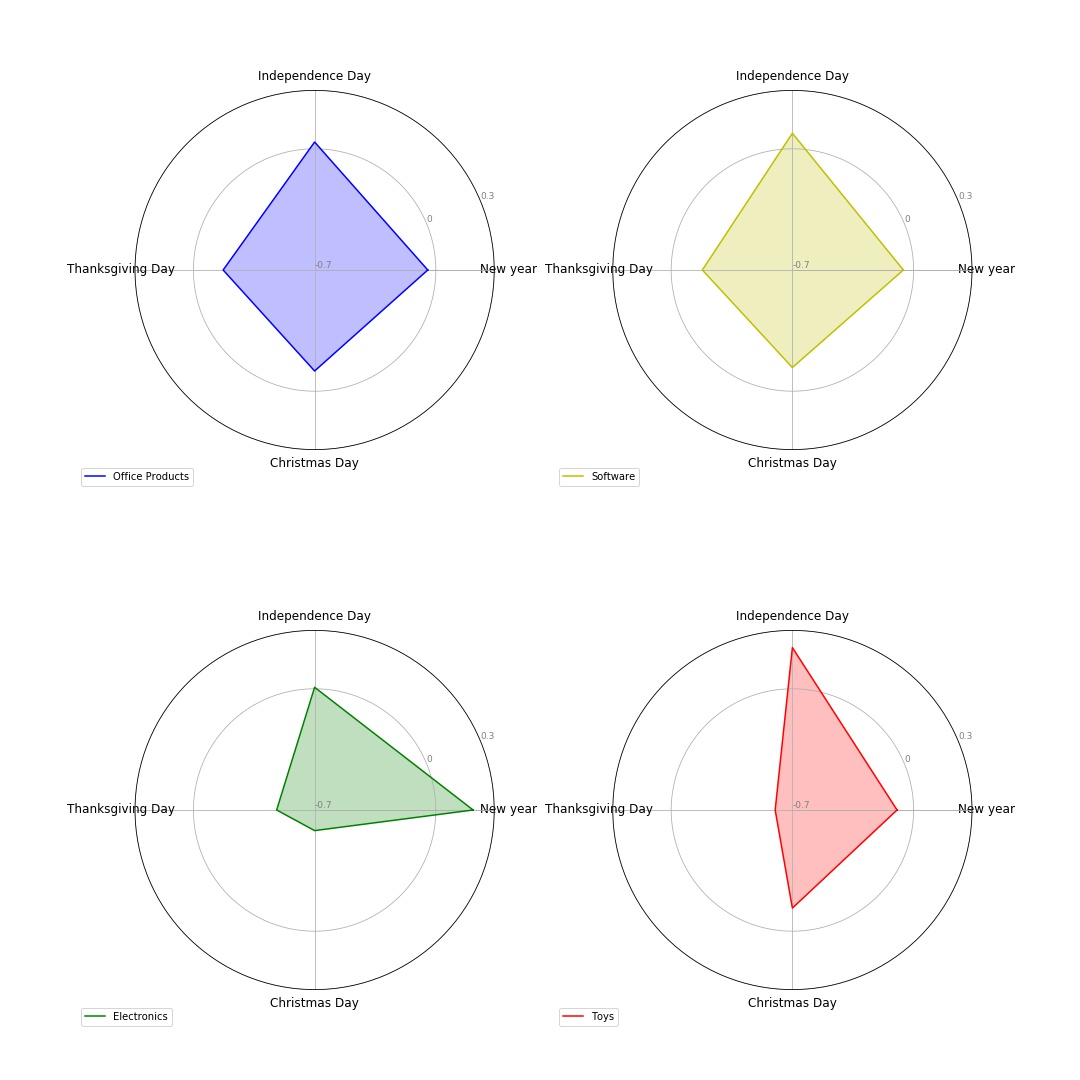 Independence Day
0.3
0
-0.7
Thanksgiving Day
New year
Christmas Day
Office Products
Independence Day
0.3
0
-0.7
Thanksgiving Day
New year
Christmas Day
Software
Independence Day
0.3
0
-0.7
Thanksgiving Day
New year
Christmas Day
Electronics
Independence Day
0.3
0
-0.7
Thanksgiving Day
New year
Christmas Day
Toys